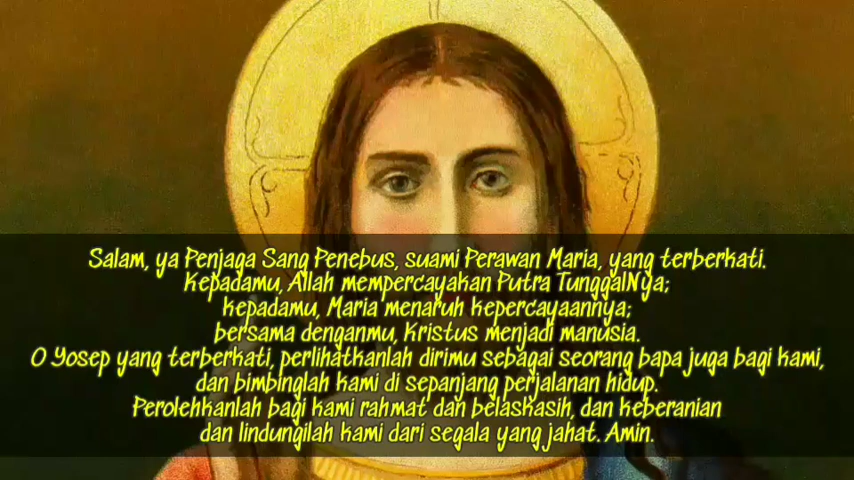 Salam, ya Penjaga Sang Penebus, suami Perawan Maria, yang terberkati.
Kepadamu, Allah mempercayakan Putra TunggalNya;
kepadamu, Maria menaruh kepercayaannya;
bersama denganmu, Kristus menjadi manusia.
O Yosep yang terberkati, perlihatkanlah dirimu sebagai seorang bapa juga bagi kami,
dan bimbinglah kami di sepanjang perjalanan hidup.
Perolehkanlah bagi kami rahmat dan belaskasih, dan keberanian
dan lindungilah kami dari segala yang jahat. Amin.